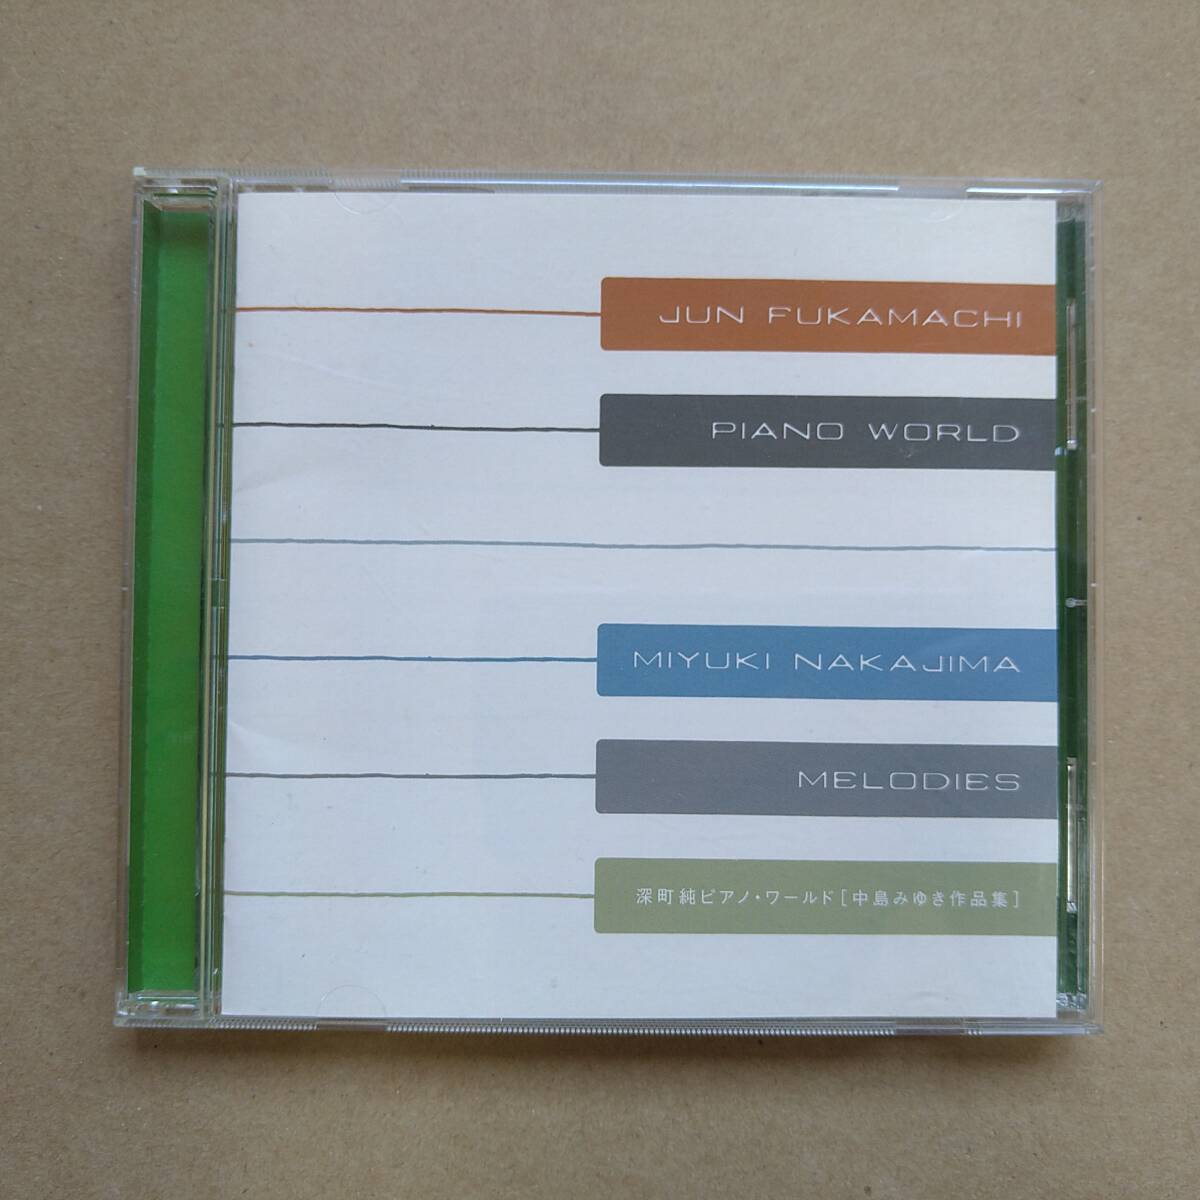 JUN FUKAMACHI
PIANO WORLD
MIYUKI NAKAJIMA
MELODIES
深町純ピアノ・ワールド[中島みゆき作品集]